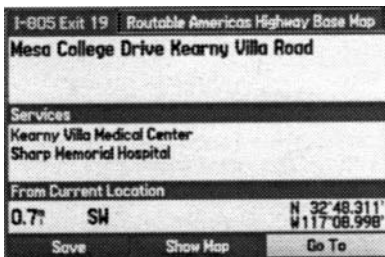 I-805 Exit 19 Routable Americas Highway Base Map
Mesa College Drive Kearny Villa Road
Services
Kearny Villa Medical Center
Sharp Memorial Hospital
From Current Location
0.7 SW N 32°48.311'
W117°08.998'
Save Show Map Go To